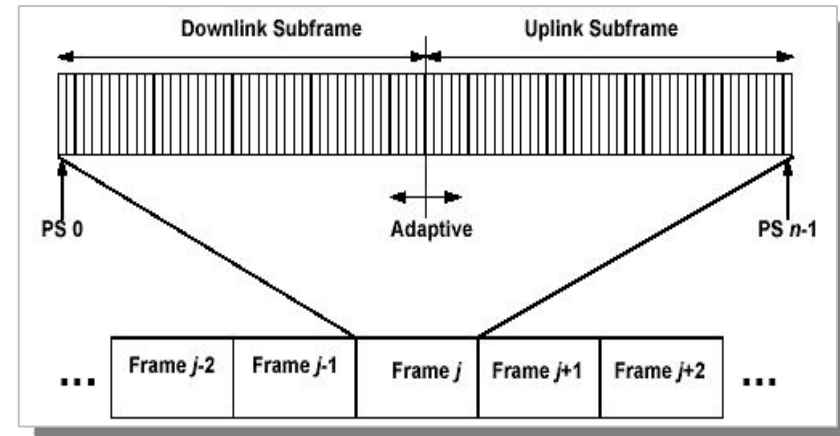 Downlink Subframe Uplink Subframe
PS 0 Adaptive PS n-1
... Frame j-2 Frame j-1 Frame j Frame j+1 Frame j+2 ...